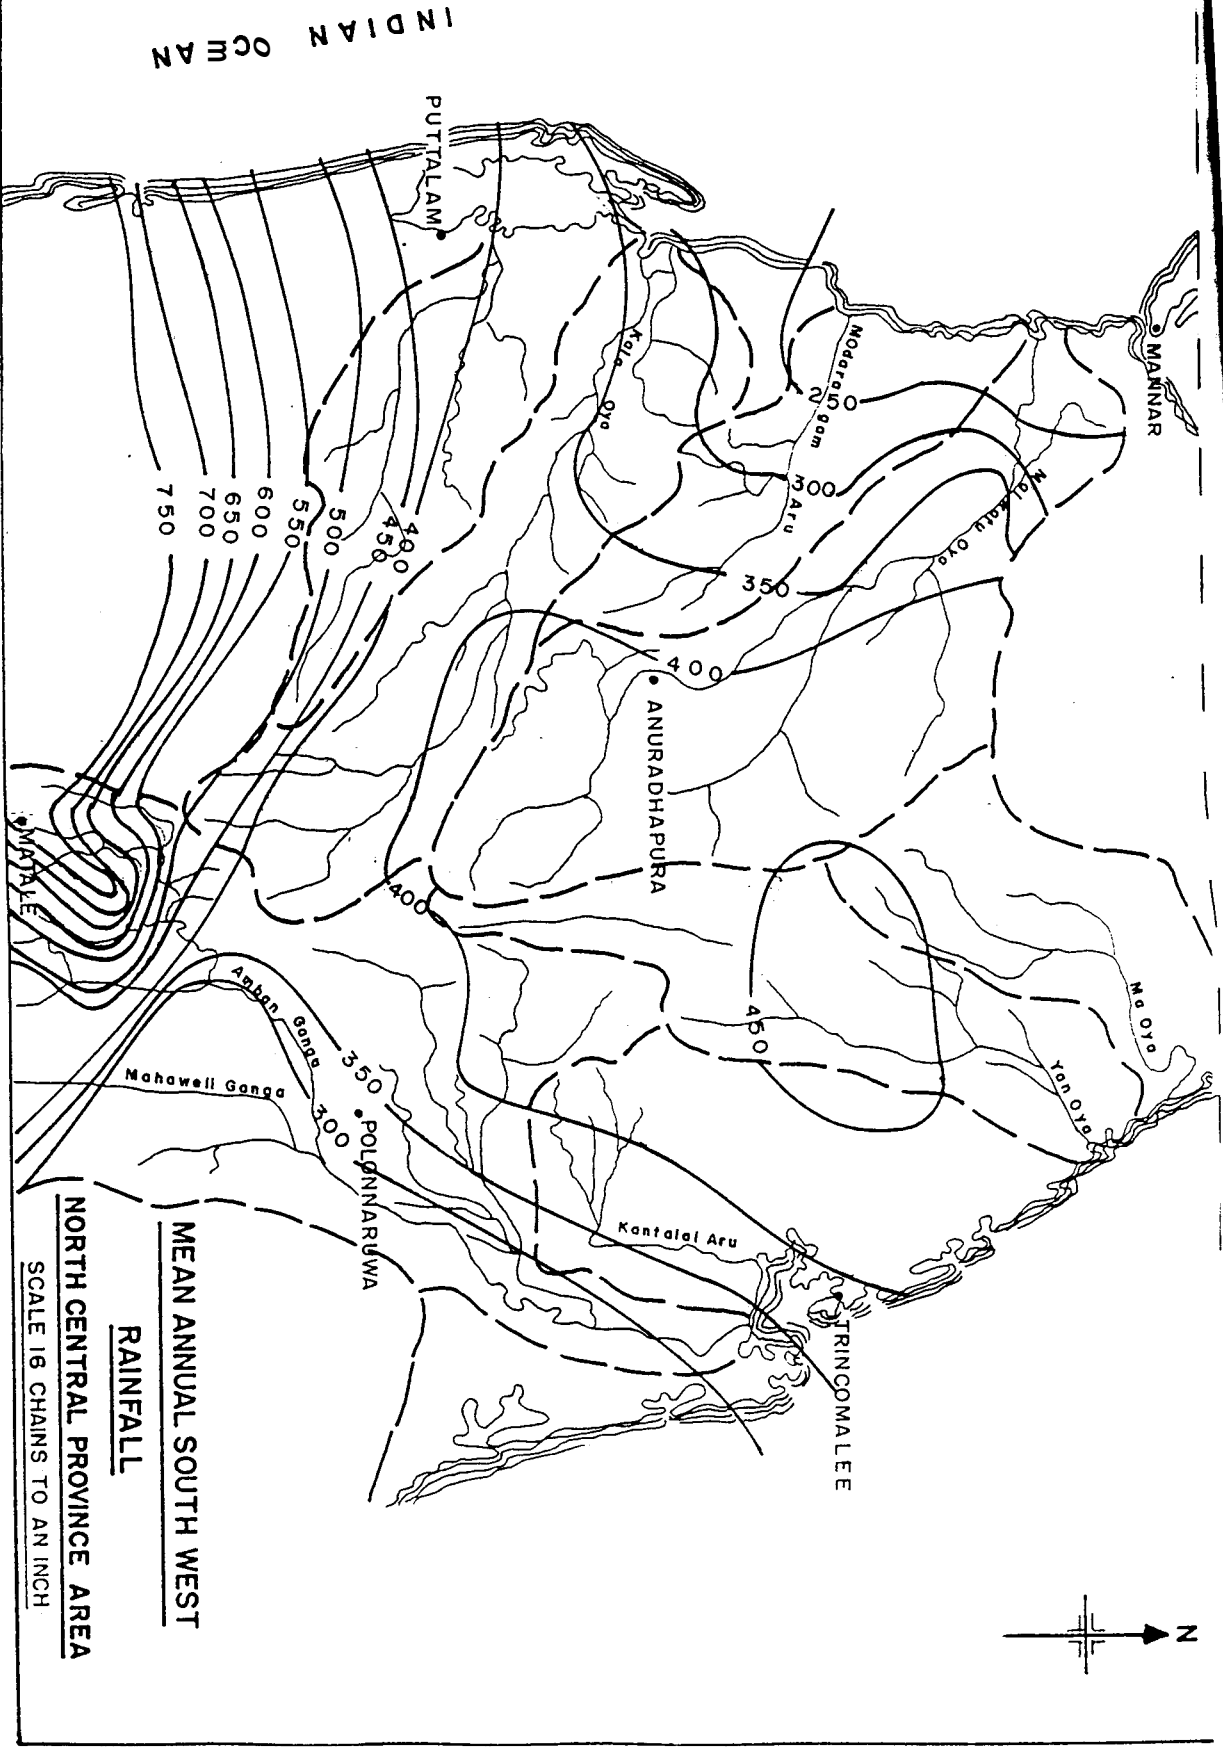 N
INDIAN OCEAN
MANNAR
PUTTALAM
Modaragam Aru
Malkatu Oya
Kala Oya
250
300
350
400
ANURADHAPURA
400
450
Ma Oya
Yan Oya
Kantalai Aru
TRINCOMALEE
400
450
500
550
600
650
700
750
MATALE
Amban Ganga
Mahaweli Ganga
350
300
POLONNARUWA
MEAN ANNUAL SOUTH WEST
RAINFALL
NORTH CENTRAL PROVINCE AREA
SCALE 16 CHAINS TO AN INCH